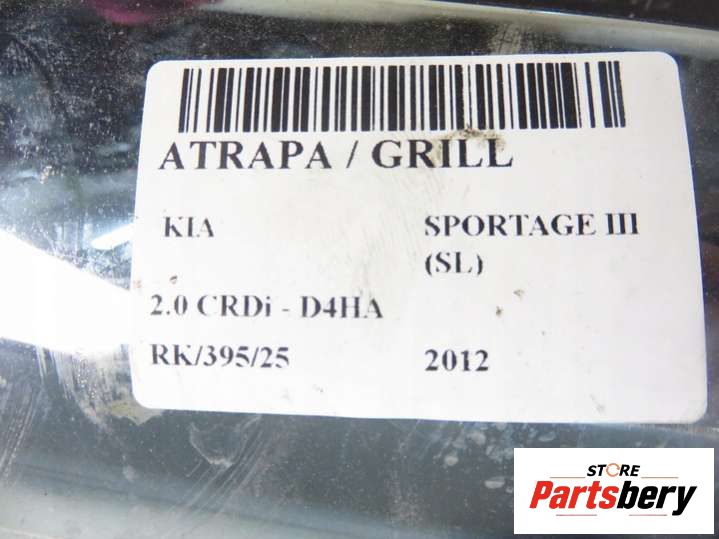 ATRAPA / GRILL
KIA SPORTAGE III
(SL)
2.0 CRDi - D4HA
RK/395/25 2012
STORE
Partsbery